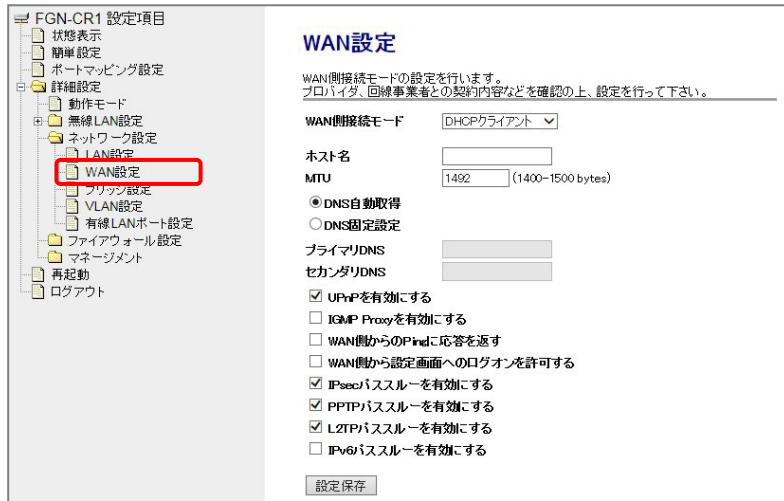 FGN-CR1 設定項目
状態表示
簡単設定
ポートマッピング設定
詳細設定
動作モード
無線LAN設定
ネットワーク設定
LAN設定
WAN設定
ブリッジ設定
VLAN設定
有線LANポート設定
ファイアウォール設定
マネージメント
再起動
ログアウト
WAN設定
WAN側接続モードの設定を行います。
プロバイダ、回線事業者との契約内容などを確認の上、設定を行って下さい。
WAN側接続モード DHCPクライアント
ホスト名
MTU 1492 (1400-1500 bytes)
DNS自動取得
DNS固定設定
プライマリDNS
セカンダリDNS
UPnPを有効にする
IGMP Proxyを有効にする
WAN側からのPingに応答を返す
WAN側から設定画面へのログオンを許可する
IPsecパススルーを有効にする
PPTPパススルーを有効にする
L2TPパススルーを有効にする
IPv6パススルーを有効にする
設定保存